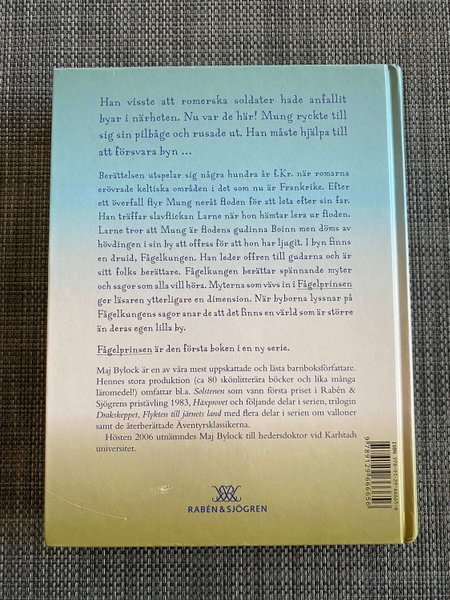 Han visste att romerska soldater hade anfallit
byar i närheten. Nu var de här! Mung ryckte till
sig sin pilbåge och rusade ut. Han måste hjälpa till
att försvara byn ...
Berättelsen utspelar sig några hundra år f.Kr. när romarna
erövrade keltiska områden i det som nu är Frankrike. Efter
ett överfall flyr Mung neråt floden för att leta efter sin far.
Han träffar slavflickan Larne när hon hämtar lera ur floden.
Larne tror att Mung är flodens gudinna Boinn men döms av
hövdingen i sin by att offras för att hon har ljugit. I byn finns
en druid, Fågelkungen. Han leder offren till gudarna och är
sitt folks berättare. Fågelkungen berättar spännande myter
och sagor som alla vill höra. Myterna som vävs in i Fågelprinsen
ger läsaren ytterligare en dimension. När byborna lyssnar på
Fågelkungens sagor anar de att det finns en värld som är större
än deras egen lilla by.
Fågelprinsen är den första boken i en ny serie.
Maj Bylock är en av våra mest uppskattade och lästa barnboksförfattare.
Hennes stora produktion (ca 80 skönlitterära böcker och lika många
läromedel!) omfattar bl.a. Solstenen som vann första priset i Rabén &
Sjögrens pristävling 1983, Häxprovet och följande delar i serien, trilogin
Drakskeppet, Flykten till järnets land med flera delar i serien om valloner
samt de återberättade Äventyrsklassikerna.
Hösten 2006 utnämndes Maj Bylock till hedersdoktor vid Karlstads
universitet.
RABÉN & SJÖGREN